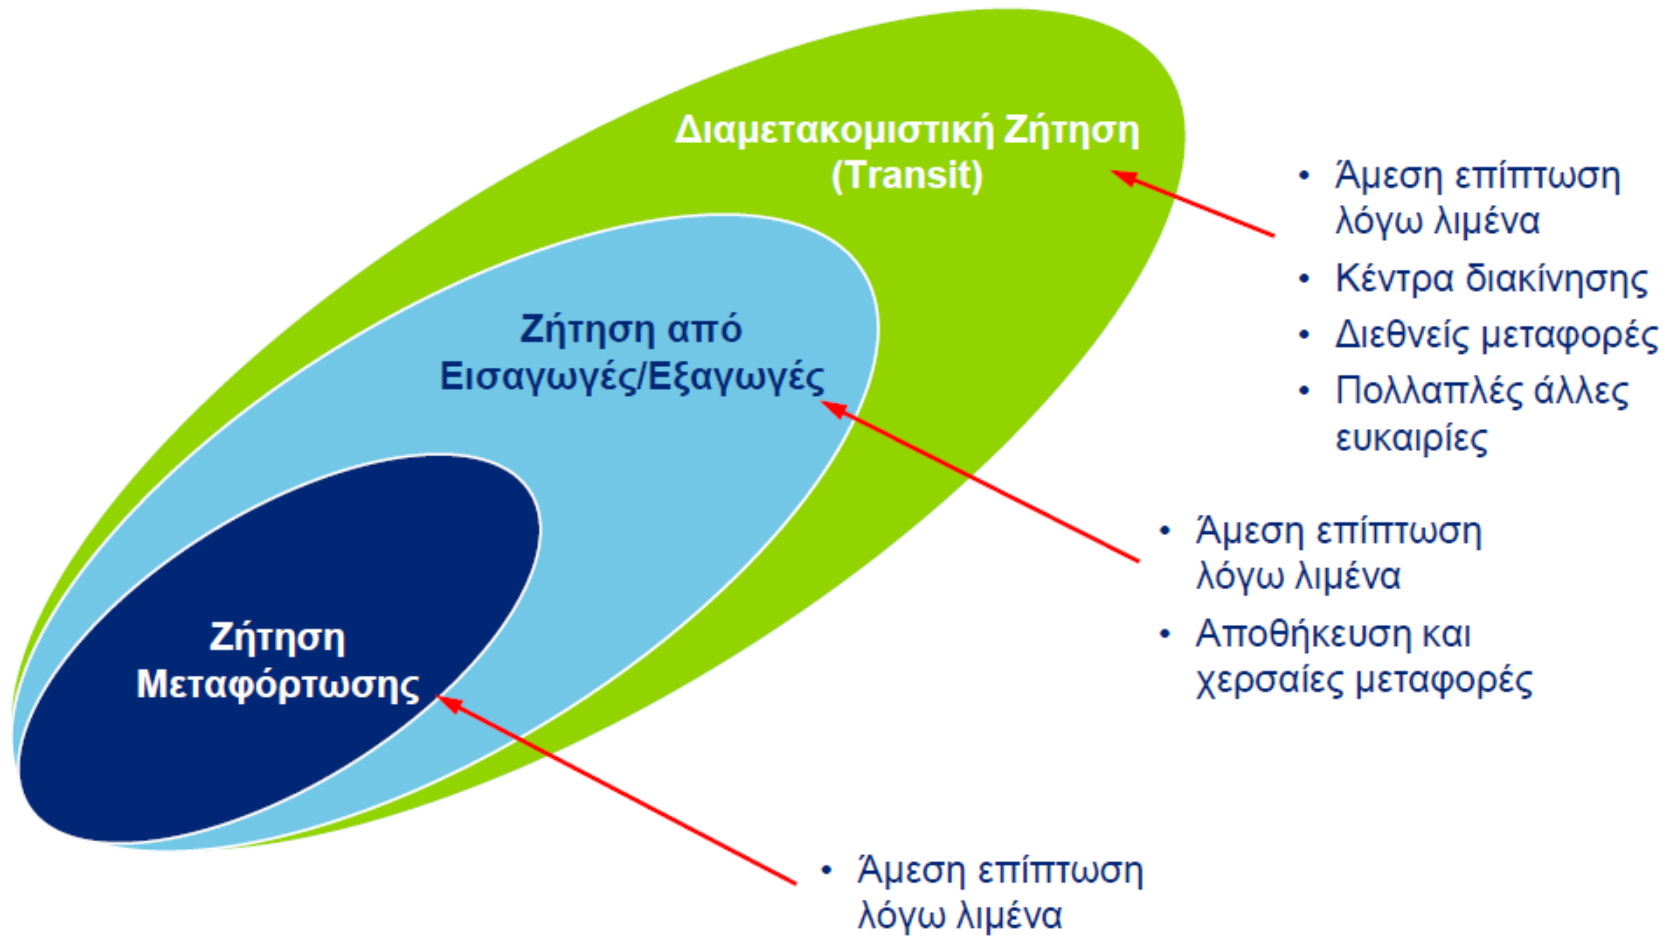 Διαμετακομιστική Ζήτηση
(Transit)
• Άμεση επίπτωση
λόγω λιμένα
• Κέντρα διακίνησης
• Διεθνείς μεταφορές
• Πολλαπλές άλλες
ευκαιρίες
Ζήτηση από
Εισαγωγές/Εξαγωγές
• Άμεση επίπτωση
λόγω λιμένα
• Αποθήκευση και
χερσαίες μεταφορές
Ζήτηση
Μεταφόρτωσης
• Άμεση επίπτωση
λόγω λιμένα